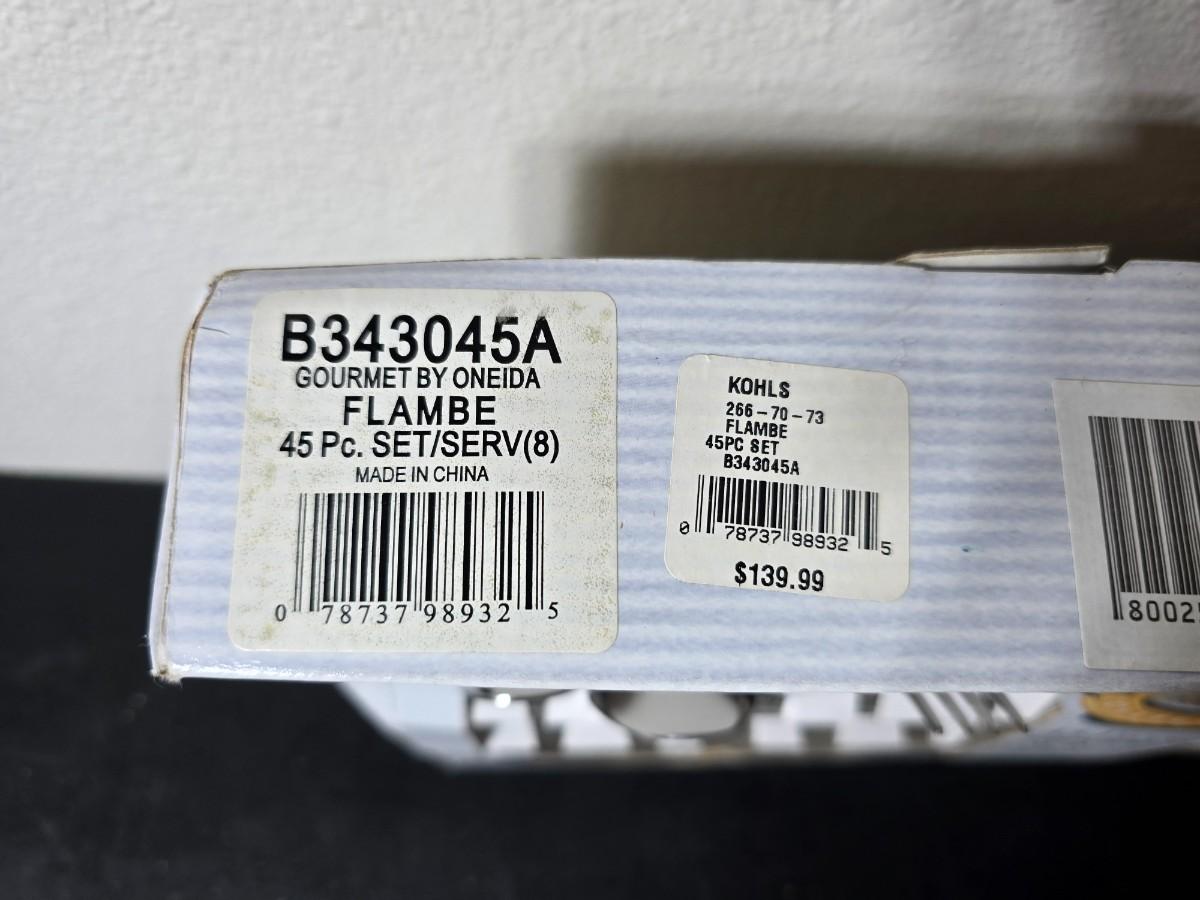 B343045A
GOURMET BY ONEIDA
FLAMBE
45 Pc. SET/SERV(8)
MADE IN CHINA
0 78737 98932 5
KOHLS
266-70-73
FLAMBE
45PC SET
B343045A
0 78737 98932 5
$139.99
8002